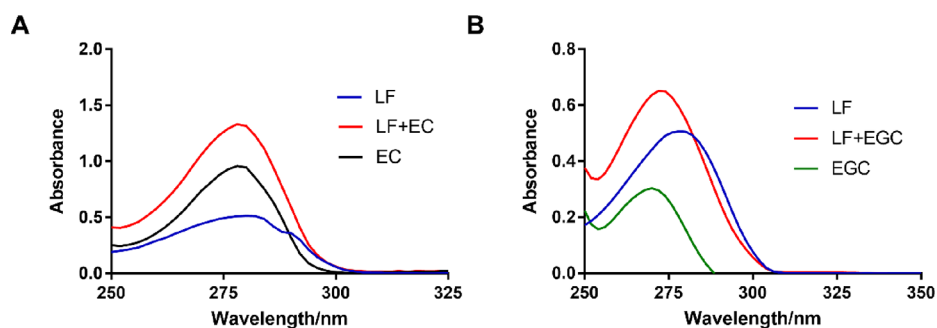 A
2.0
1.5
1.0
0.5
0.0
Absorbance
250
275
300
325
Wavelength/nm
LF
LF+EC
EC
B
0.8
0.6
0.4
0.2
0.0
Absorbance
250
275
300
325
350
Wavelength/nm
LF
LF+EGC
EGC